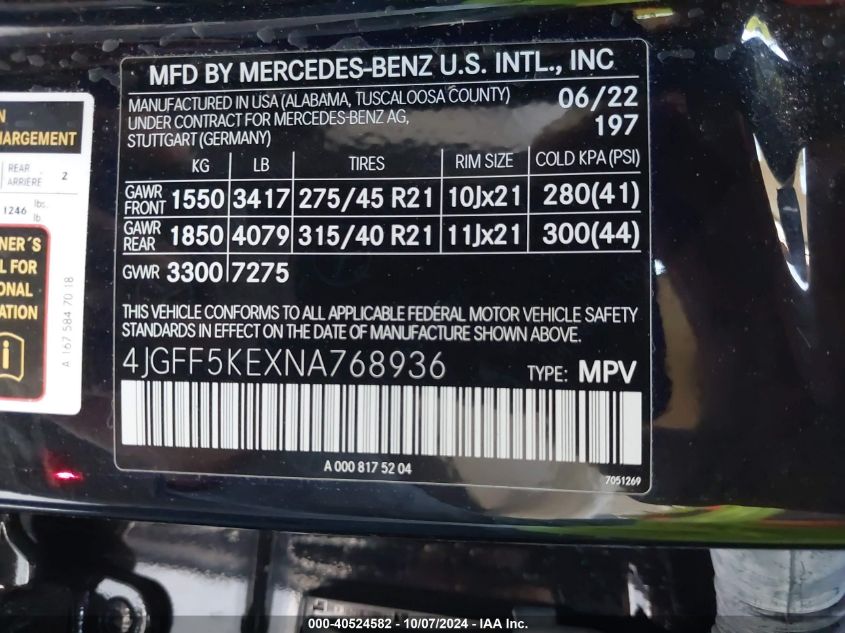 MFD BY MERCEDES-BENZ U.S. INTL., INC
MANUFACTURED IN USA (ALABAMA, TUSCALOOSA COUNTY) 06/22
UNDER CONTRACT FOR MERCEDES-BENZ AG, 197
STUTTGART (GERMANY)
KG LB TIRES RIM SIZE COLD KPA (PSI)
GAWR FRONT 1550 3417 275/45 R21 10Jx21 280(41)
GAWR REAR 1850 4079 315/40 R21 11Jx21 300(44)
GVWR 3300 7275
THIS VEHICLE CONFORMS TO ALL APPLICABLE FEDERAL MOTOR VEHICLE SAFETY
STANDARDS IN EFFECT ON THE DATE OF MANUFACTURE SHOWN ABOVE.
4JGFF5KEXNA768936 TYPE: MPV
A 000 817 52 04
7051269
REAR 2
ARRIÈRE
1246 lbs.
lb.
FOR
A 167 584 70 18
000-40524582 - 10/07/2024 - IAA Inc.